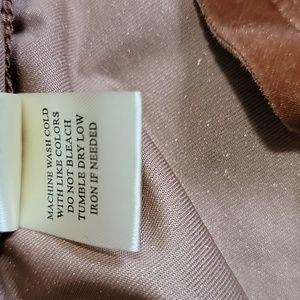 MACHINE WASH COLD
WITH LIKE COLORS
DO NOT BLEACH
TUMBLE DRY LOW
IRON IF NEEDED